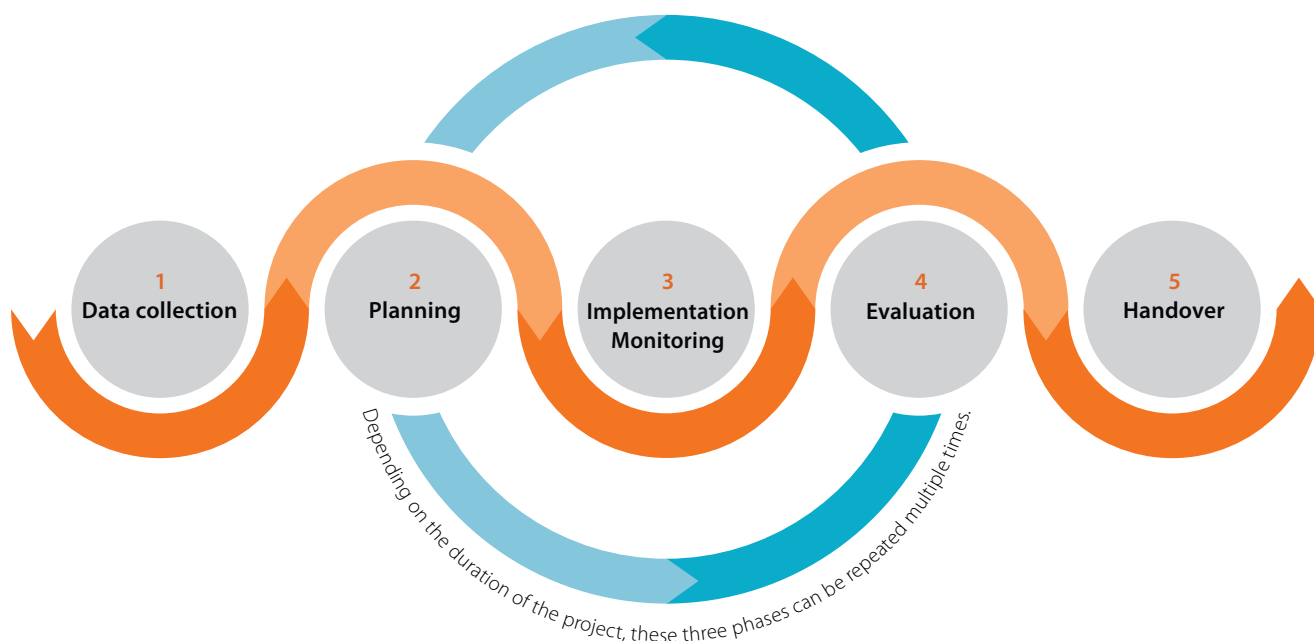 1
Data collection
2
Planning
3
Implementation
Monitoring
4
Evaluation
5
Handover
Depending on the duration of the project, these three phases can be repeated multiple times.